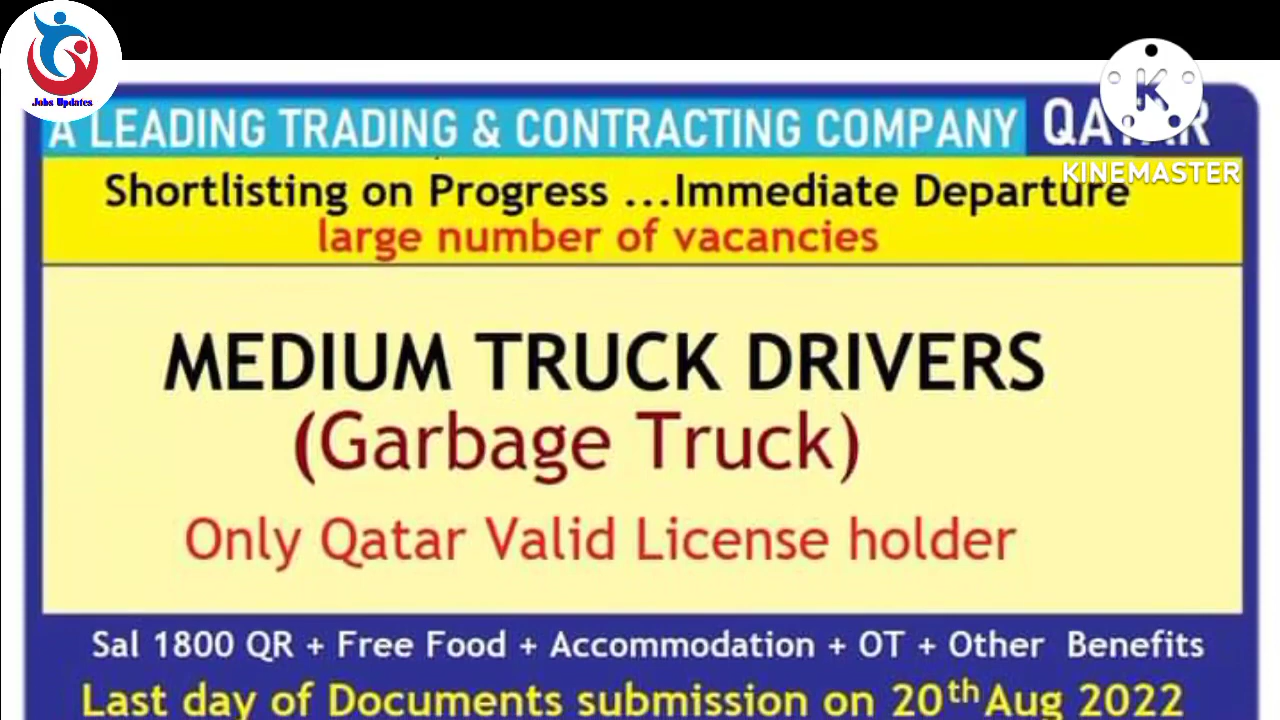 Jobs Updates
A LEADING TRADING & CONTRACTING COMPANY QATAR
K
KINEMASTER
Shortlisting on Progress ...Immediate Departure
large number of vacancies
MEDIUM TRUCK DRIVERS
(Garbage Truck)
Only Qatar Valid License holder
Sal 1800 QR + Free Food + Accommodation + OT + Other Benefits
Last day of Documents submission on 20th Aug 2022